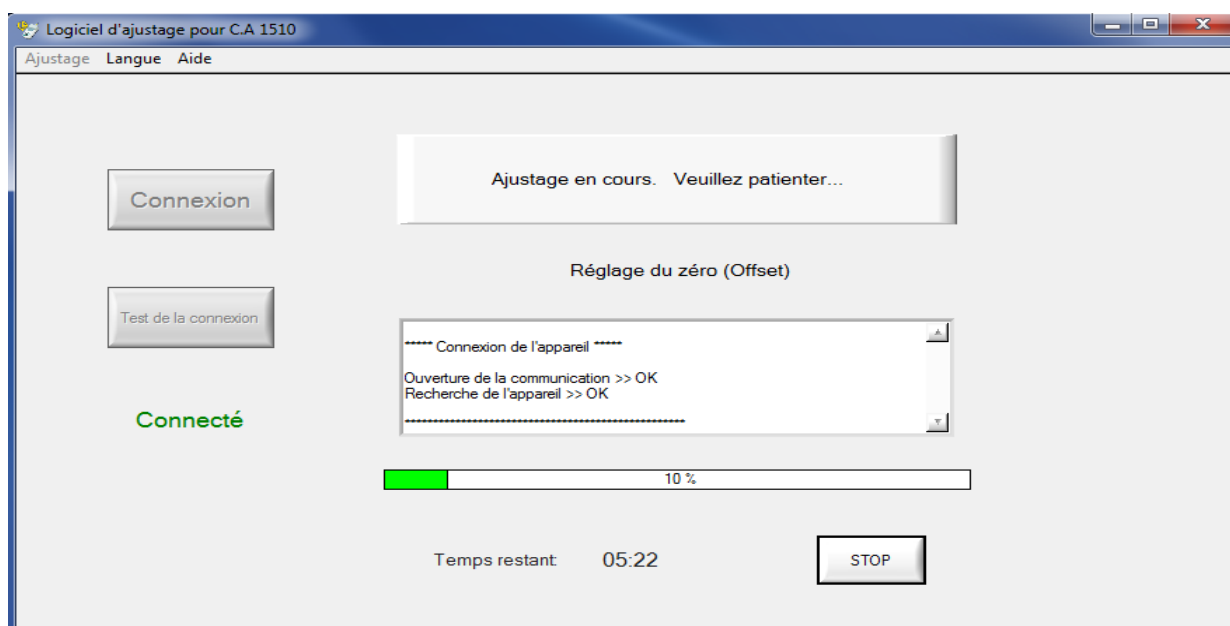 Logiciel d'ajustage pour C.A 1510
Ajustage Langue Aide
Connexion
Ajustage en cours. Veuillez patienter...
Réglage du zéro (Offset)
Test de la connexion
***** Connexion de l'appareil *****
Ouverture de la communication >> OK
Recherche de l'appareil >> OK
Connecté
10 %
Temps restant: 05:22
STOP